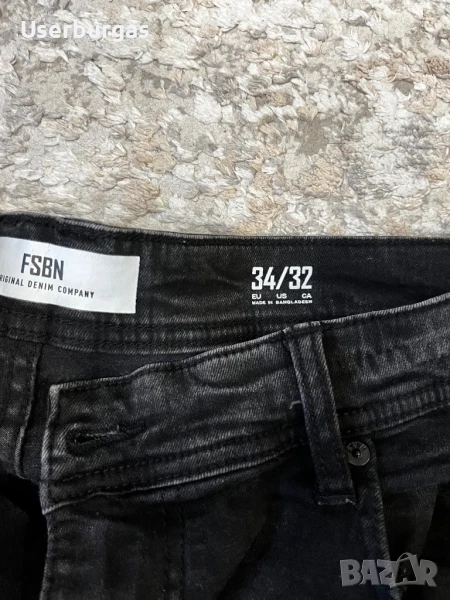 Userburgas
FSBN
ORIGINAL DENIM COMPANY
34/32
EU US CA
MADE IN BANGLADESH
BAZAR